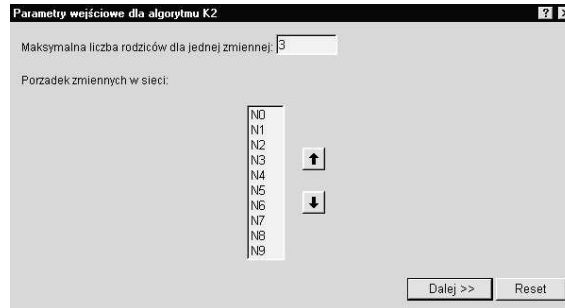 Parametry wejściowe dla algorytmu K2
Maksymalna liczba rodziców dla jednej zmiennej: 3
Porzadek zmiennych w sieci:
N0
N1
N2
N3
N4
N5
N6
N7
N8
N9
Dalej >> Reset